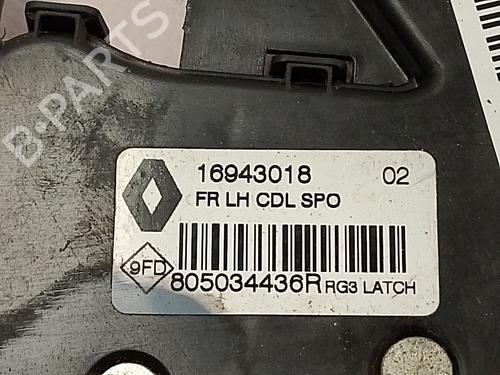 B-PARTS
16943018 02
FR LH CDL SPO
9FD
805034436R RG3 LATCH